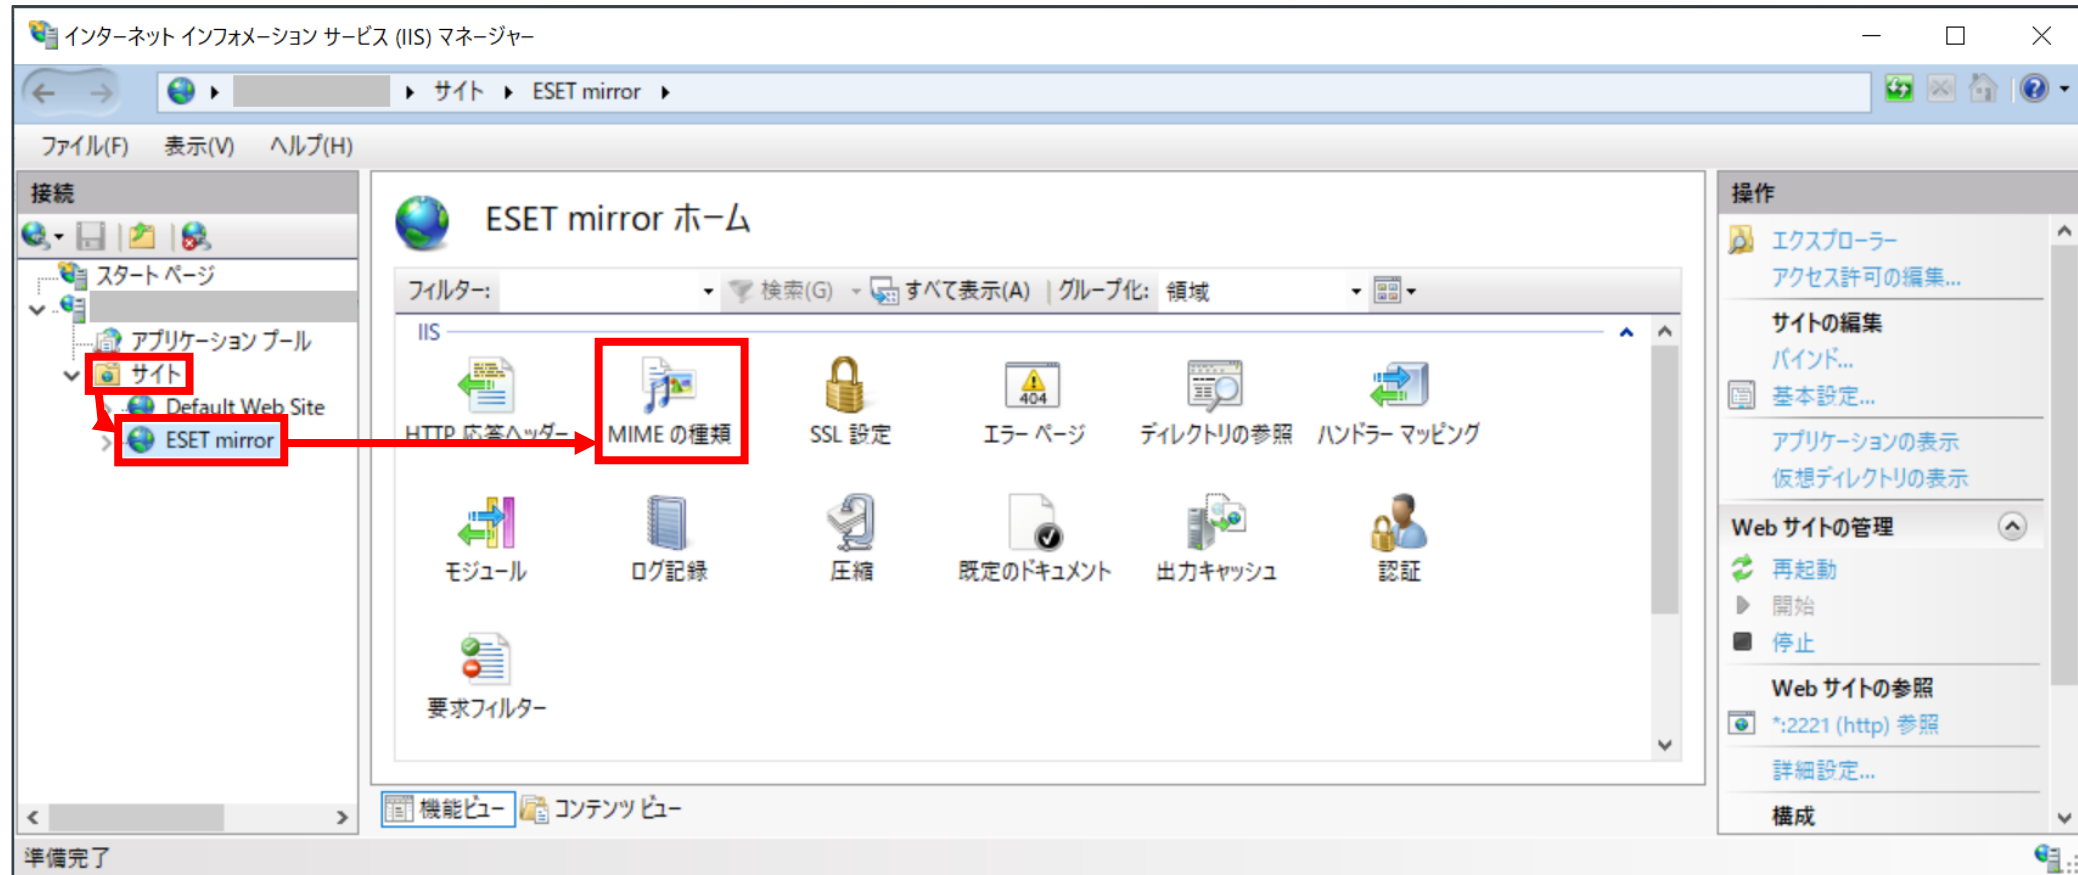 インターネット インフォメーション サービス (IIS) マネージャー
サイト
ESET mirror
ファイル(F) 表示(V) ヘルプ(H)
接続
スタート ページ
アプリケーション プール
サイト
Default Web Site
ESET mirror
ESET mirror ホーム
フィルター: 検索(G) すべて表示(A) グループ化: 領域
IIS
404
HTTP 応答ヘッダー MIME の種類 SSL 設定 エラー ページ ディレクトリの参照 ハンドラー マッピング
モジュール ログ記録 圧縮 既定のドキュメント 出力キャッシュ 認証
要求フィルター
機能ビュー コンテンツ ビュー
操作
エクスプローラー
アクセス許可の編集...
サイトの編集
バインド...
基本設定...
アプリケーションの表示
仮想ディレクトリの表示
Web サイトの管理
再起動
開始
停止
Web サイトの参照
*:2221 (http) 参照
詳細設定...
構成
準備完了